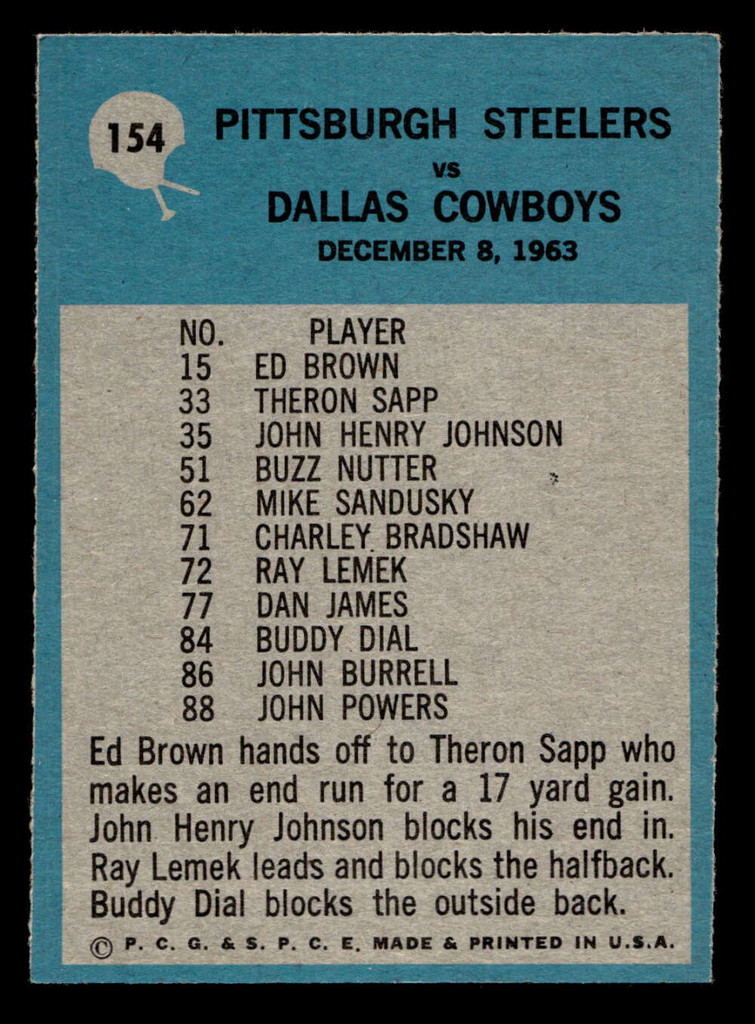 154
PITTSBURGH STEELERS
VS
DALLAS COWBOYS
DECEMBER 8, 1963
NO. PLAYER
15 ED BROWN
33 THERON SAPP
35 JOHN HENRY JOHNSON
51 BUZZ NUTTER
62 MIKE SANDUSKY
71 CHARLEY BRADSHAW
72 RAY LEMEK
77 DAN JAMES
84 BUDDY DIAL
86 JOHN BURRELL
88 JOHN POWERS
Ed Brown hands off to Theron Sapp who
makes an end run for a 17 yard gain.
John Henry Johnson blocks his end in.
Ray Lemek leads and blocks the halfback.
Buddy Dial blocks the outside back.
© P. C. G. & S. P. C. E. MADE & PRINTED IN U.S.A.